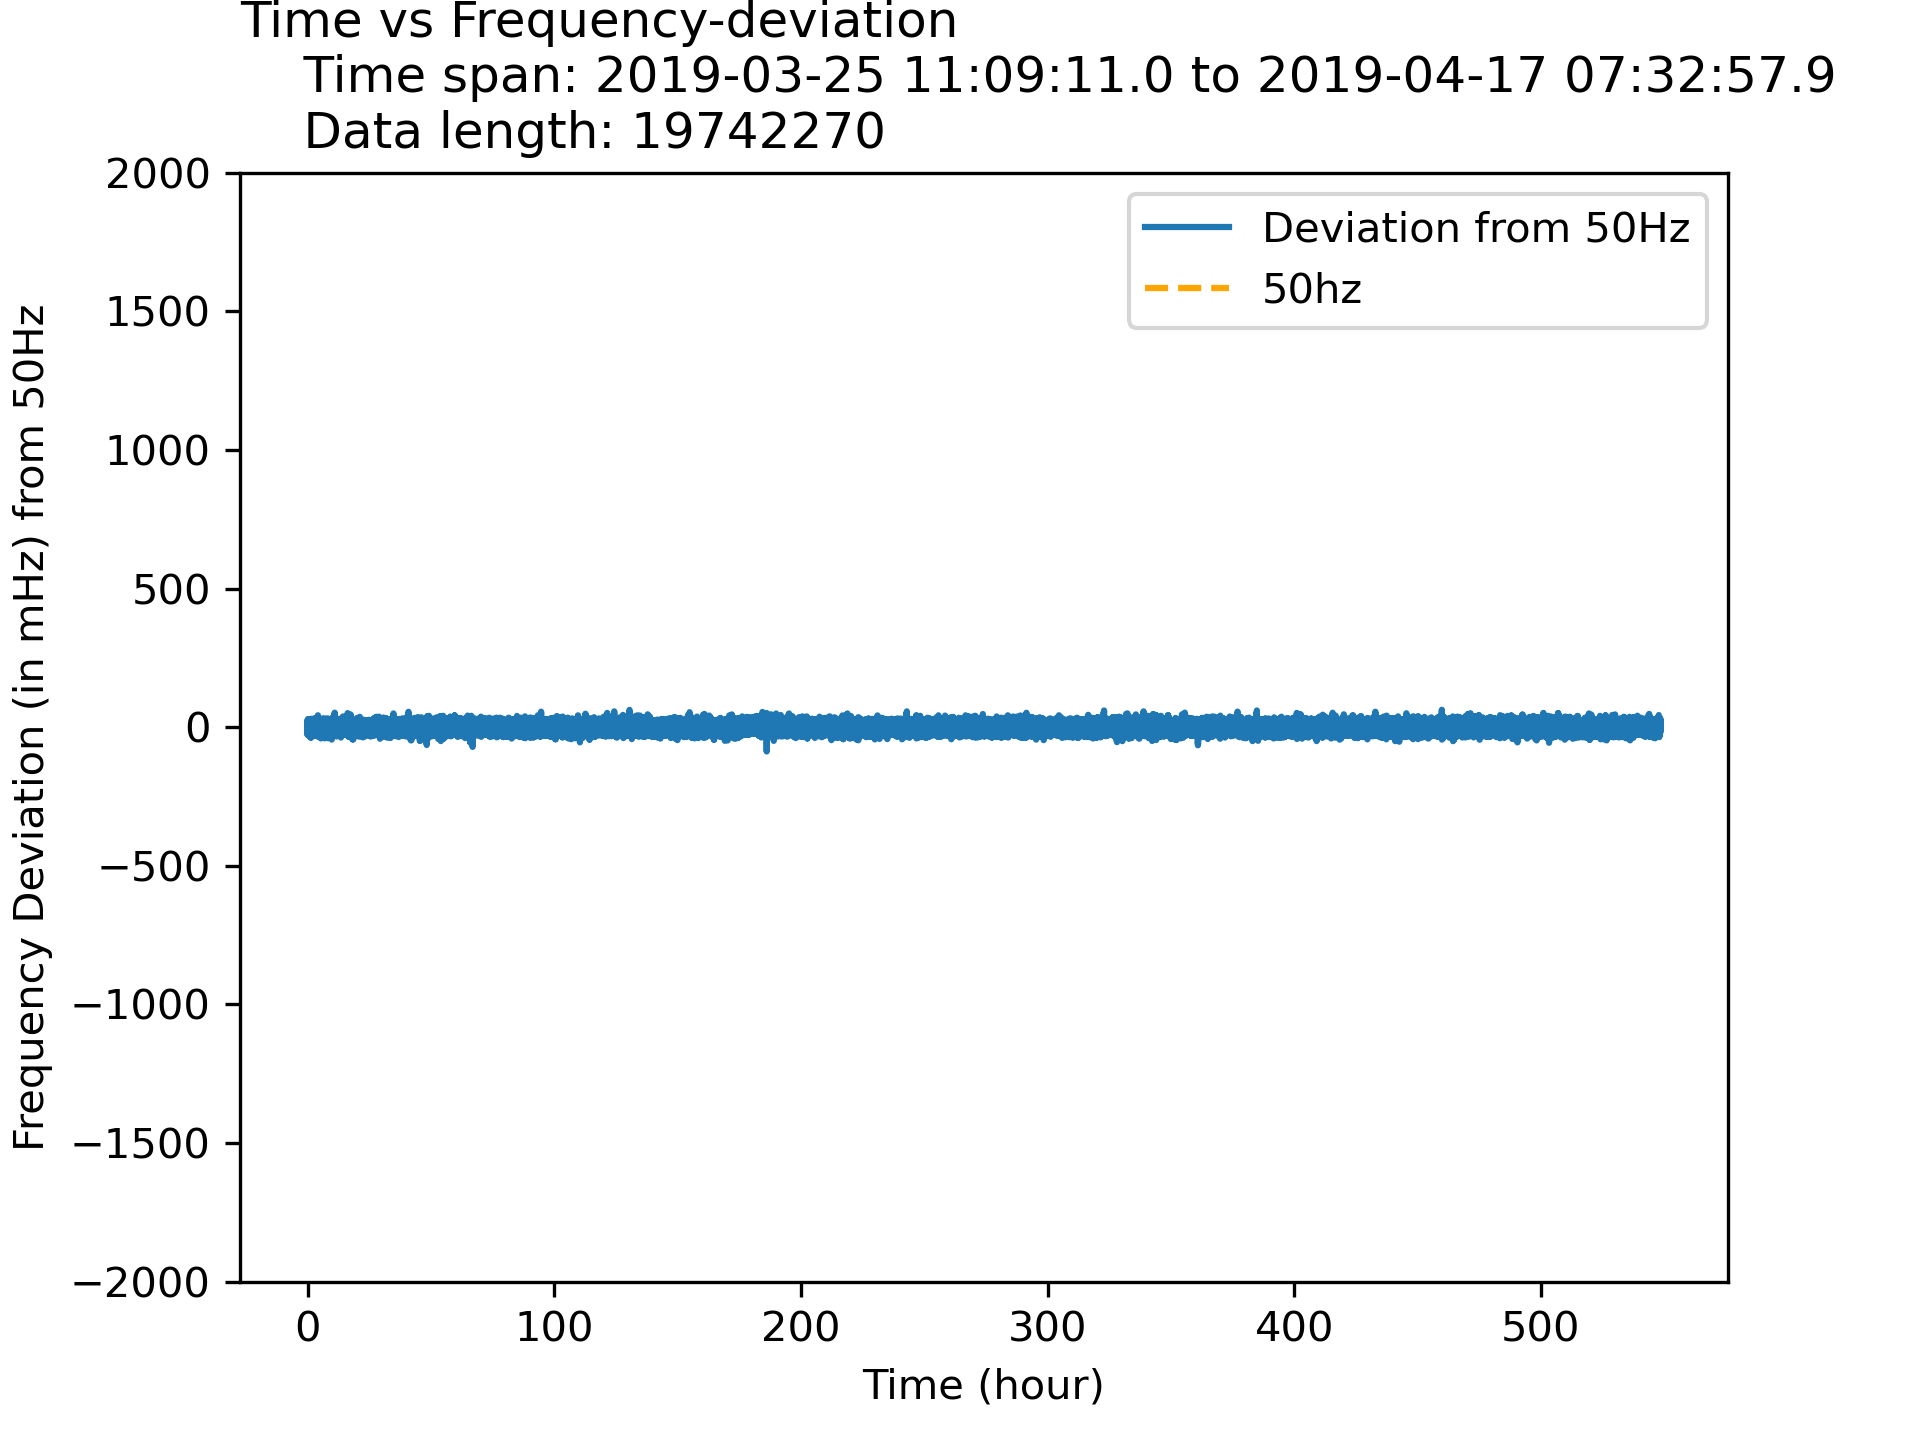 Time vs Frequency-deviation
Time span: 2019-03-25 11:09:11.0 to 2019-04-17 07:32:57.9
Data length: 19742270
Deviation from 50Hz
50hz
Frequency Deviation (in mHz) from 50Hz
2000
1500
1000
500
0
−500
−1000
−1500
−2000
0 100 200 300 400 500
Time (hour)